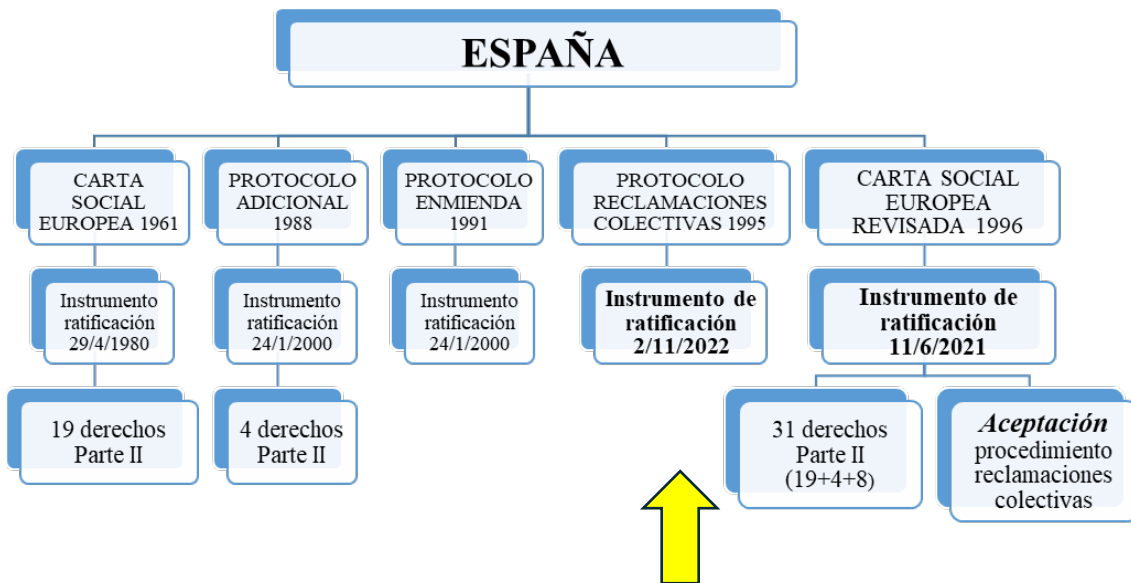 ESPAÑA
CARTA
SOCIAL
EUROPEA 1961
PROTOCOLO
ADICIONAL
1988
PROTOCOLO
ENMIENDA
1991
PROTOCOLO
RECLAMACIONES
COLECTIVAS 1995
CARTA SOCIAL
EUROPEA
REVISADA 1996
Instrumento
ratificación
29/4/1980
Instrumento
ratificación
24/1/2000
Instrumento
ratificación
24/1/2000
Instrumento de
ratificación
2/11/2022
Instrumento de
ratificación
11/6/2021
19 derechos
Parte II
4 derechos
Parte II
31 derechos
Parte II
(19+4+8)
Aceptación
procedimiento
reclamaciones
colectivas